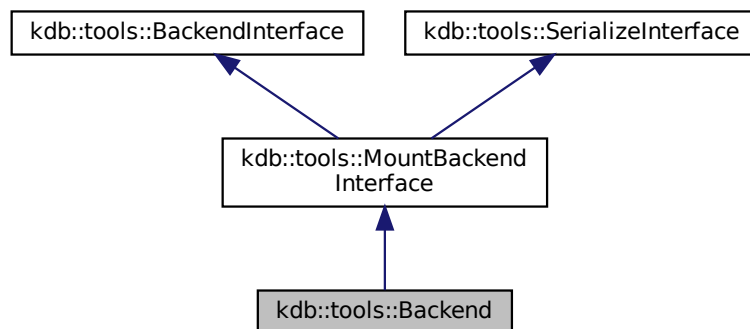 kdb::tools::BackendInterface
kdb::tools::SerializeInterface
kdb::tools::MountBackend
Interface
kdb::tools::Backend